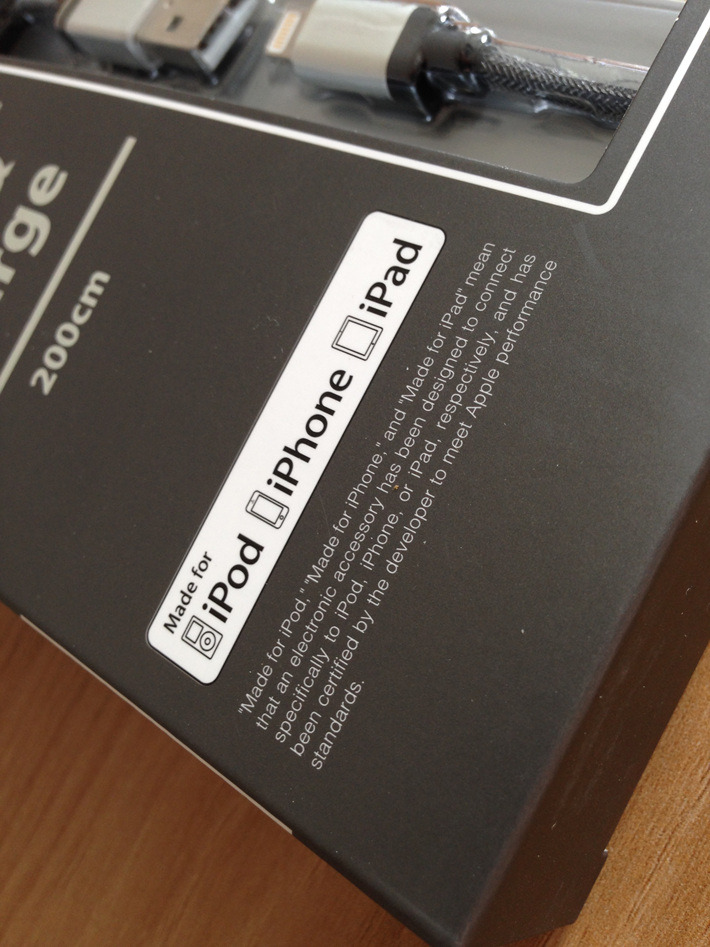 200cm
Made for
iPod iPhone iPad
"Made for iPod," "Made for iPhone," and "Made for iPad" mean
that an electronic accessory has been designed to connect
specifically to iPod, iPhone, or iPad, respectively, and has
been certified by the developer to meet Apple performance
standards.